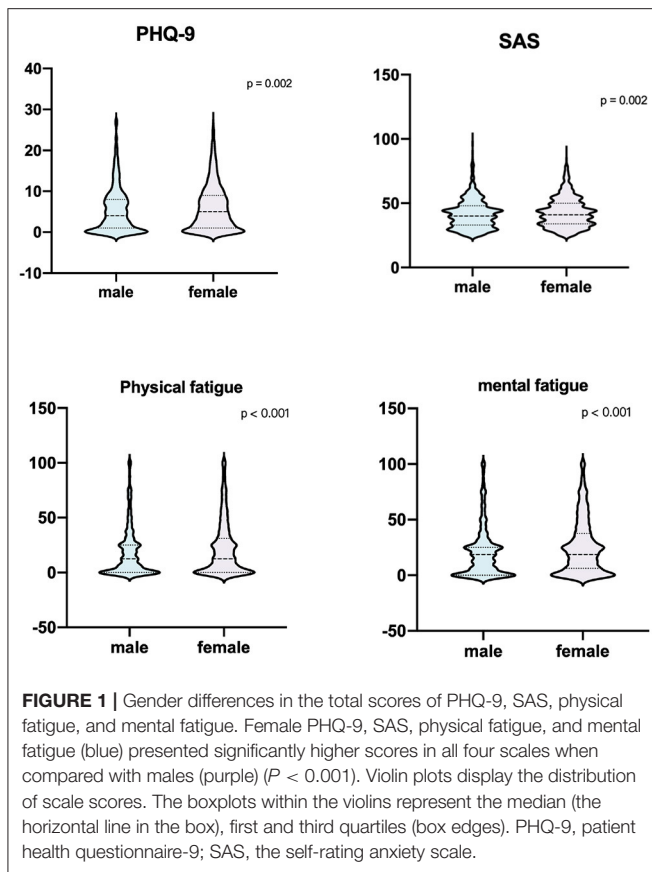 PHQ-9
40
30
20
10
0
-10
p = 0.002
male female
SAS
150
100
50
0
p = 0.002
male female
Physical fatigue
150
100
50
0
-50
p < 0.001
male female
mental fatigue
150
100
50
0
-50
p < 0.001
male female
FIGURE 1 | Gender differences in the total scores of PHQ-9, SAS, physical
fatigue, and mental fatigue. Female PHQ-9, SAS, physical fatigue, and mental
fatigue (blue) presented significantly higher scores in all four scales when
compared with males (purple) (P < 0.001). Violin plots display the distribution
of scale scores. The boxplots within the violins represent the median (the
horizontal line in the box), first and third quartiles (box edges). PHQ-9, patient
health questionnaire-9; SAS, the self-rating anxiety scale.